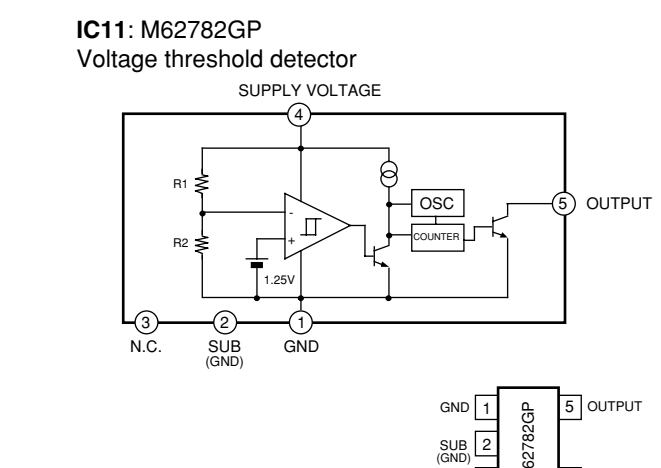 IC11: M62782GP
Voltage threshold detector
SUPPLY VOLTAGE
4
R1
-
OSC
5 OUTPUT
R2
+
COUNTER
1.25V
3
2
1
N.C.
SUB
(GND)
GND
GND 1
5 OUTPUT
SUB
(GND)
2
62782GP